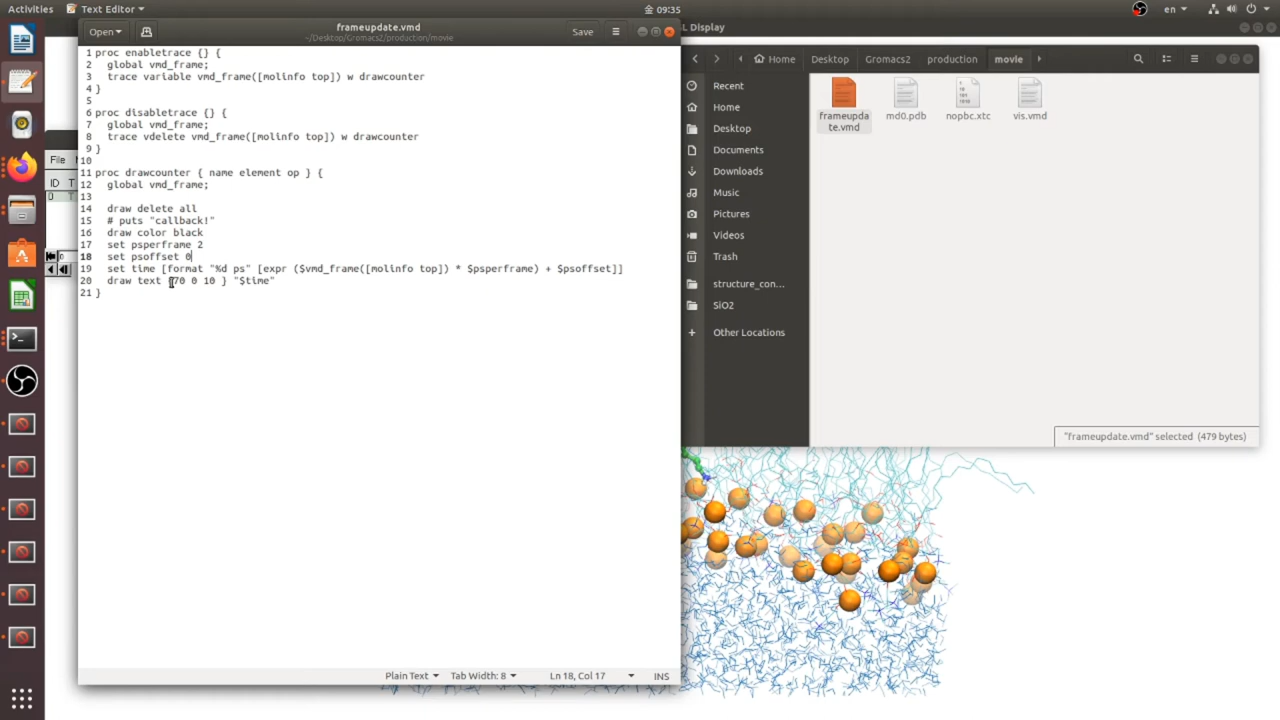 Activities
Text Editor
금 09:35
en
Open
frameupdate.vmd
~/Desktop/Gromacs2/production/movie
Save
L Display
1 proc enabletrace {} {
2   global vmd_frame;
3   trace variable vmd_frame([molinfo top]) w drawcounter
4 }
5
6 proc disabletrace {} {
7   global vmd_frame;
8   trace vdelete vmd_frame([molinfo top]) w drawcounter
9 }
10
11 proc drawcounter { name element op } {
12   global vmd_frame;
13
14   draw delete all
15   # puts "callback!"
16   draw color black
17   set psperframe 2
18   set psoffset 0
19   set time [format "%d ps" [expr ($vmd_frame([molinfo top]) * $psperframe) + $psoffset]]
20   draw text {70 0 10 } "$time"
21 }
Plain Text
Tab Width: 8
Ln 18, Col 17
INS
File
ID T
0 T
0
Home
Desktop
Gromacs2
production
movie
Recent
Home
Desktop
Documents
Downloads
Music
Pictures
Videos
Trash
structure_con...
SiO2
Other Locations
frameupda
te.vmd
md0.pdb
nopbc.xtc
vis.vmd
"frameupdate.vmd" selected (479 bytes)